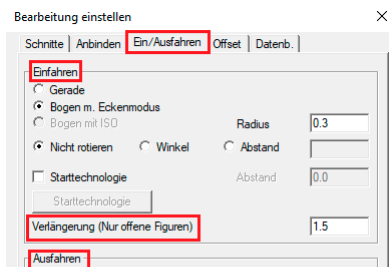 Bearbeitung einstellen
Schnitte Anbinden Ein/Ausfahren Offset Datenb.
Einfahren
Gerade
Bogen m. Eckenmodus
Bogen mit ISO Radius 0.3
Nicht rotieren Winkel Abstand
Starttechnologie Abstand 0.0
Starttechnologie
Verlängerung (Nur offene Figuren) 1.5
Ausfahren